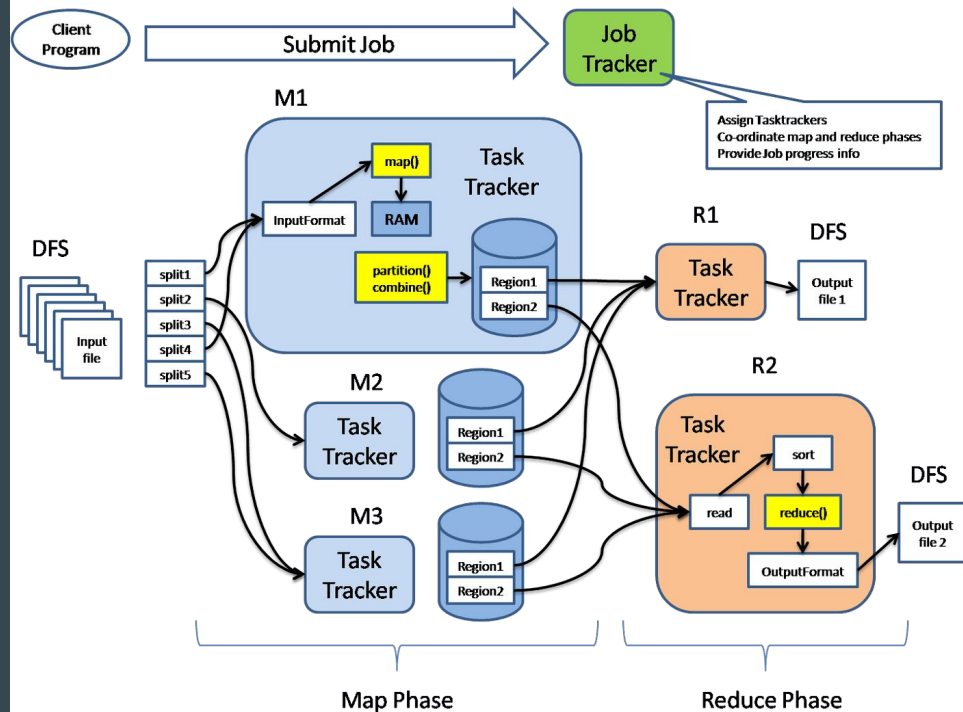 Client
Program
Submit Job
Job
Tracker
Assign Tasktrackers
Co-ordinate map and reduce phases
Provide Job progress info
M1
map()
Task
Tracker
InputFormat
RAM
partition()
combine()
Region1
Region2
DFS
Input
file
split1
split2
split3
split4
split5
M2
Task
Tracker
Region1
Region2
M3
Task
Tracker
Region1
Region2
R1
Task
Tracker
DFS
Output
file 1
R2
Task
Tracker
sort
read
reduce()
OutputFormat
DFS
Output
file 2
Map Phase
Reduce Phase